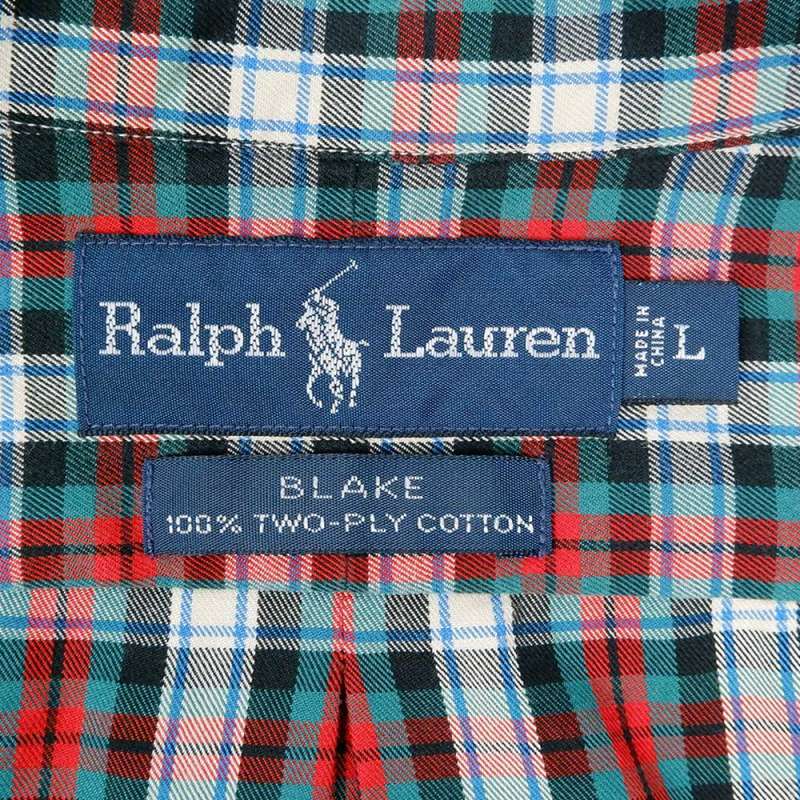 Ralph Lauren
MADE IN
CHINA
L
BLAKE
100% TWO-PLY COTTON